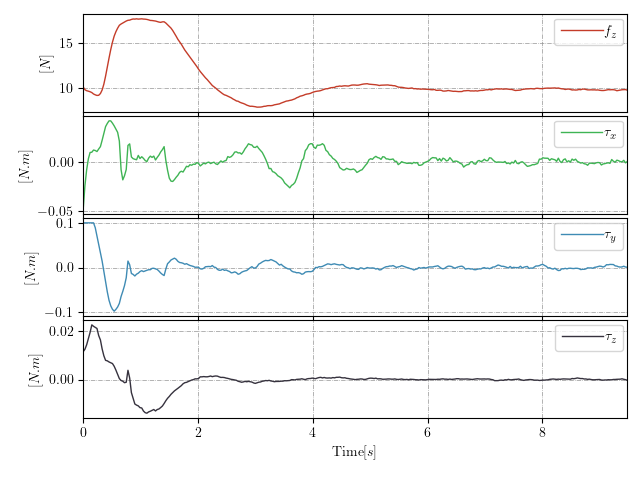 15
10
[N]
f_z
0.00
−0.05
[N.m]
τ_x
0.1
0.0
−0.1
[N.m]
τ_y
0.02
0.00
[N.m]
τ_z
0 2 4 6 8
Time[s]